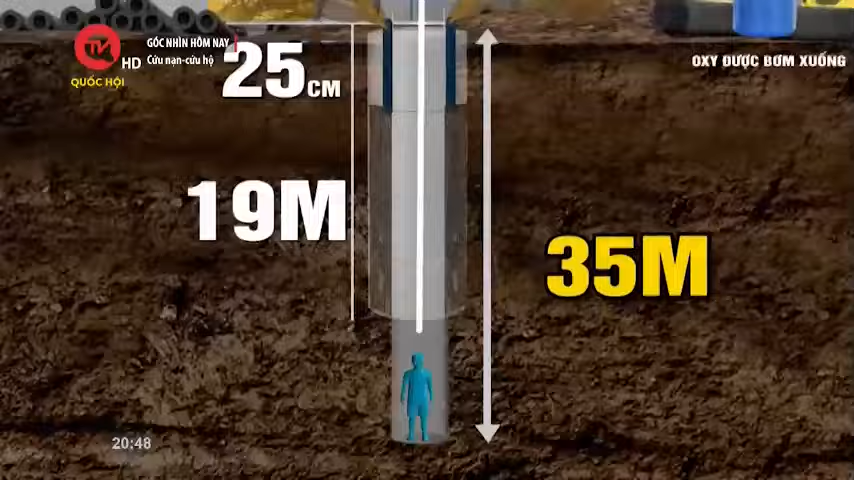 GÓC NHÌN HÔM NAY
Cứu nạn-cứu hộ
HD
QUỐC HỘI
25CM
OXY ĐƯỢC BƠM XUỐNG
19M
35M
20:48